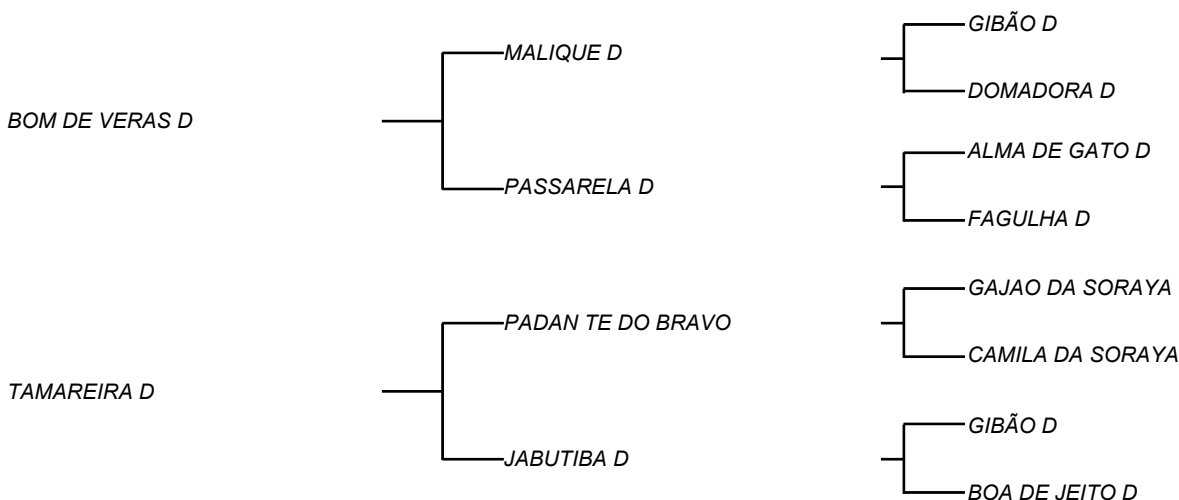 GIBÃO D
MALIQUE D
DOMADORA D
BOM DE VERAS D
ALMA DE GATO D
PASSARELA D
FAGULHA D
GAJAO DA SORAYA
PADAN TE DO BRAVO
CAMILA DA SORAYA
TAMAREIRA D
GIBÃO D
JABUTIBA D
BOA DE JEITO D